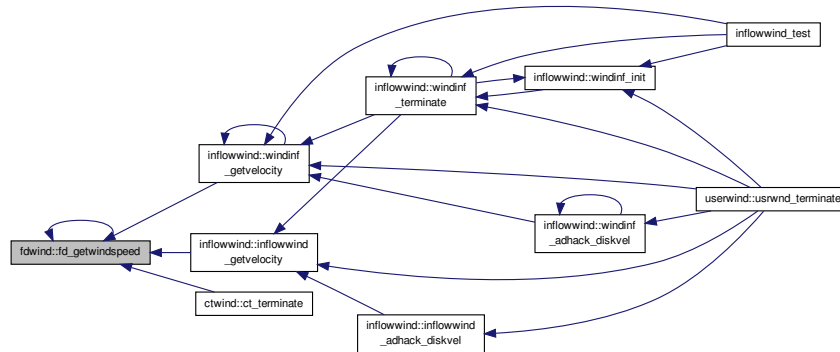 fdwind::fd_getwindspeed
inflowwind::windinf
_getvelocity
inflowwind::inflowwind
_getvelocity
ctwind::ct_terminate
inflowwind::windinf
_terminate
inflowwind::inflowwind
_adhack_diskvel
inflowwind::windinf_init
inflowwind::windinf
_adhack_diskvel
inflowwind_test
userwind::usrwnd_terminate